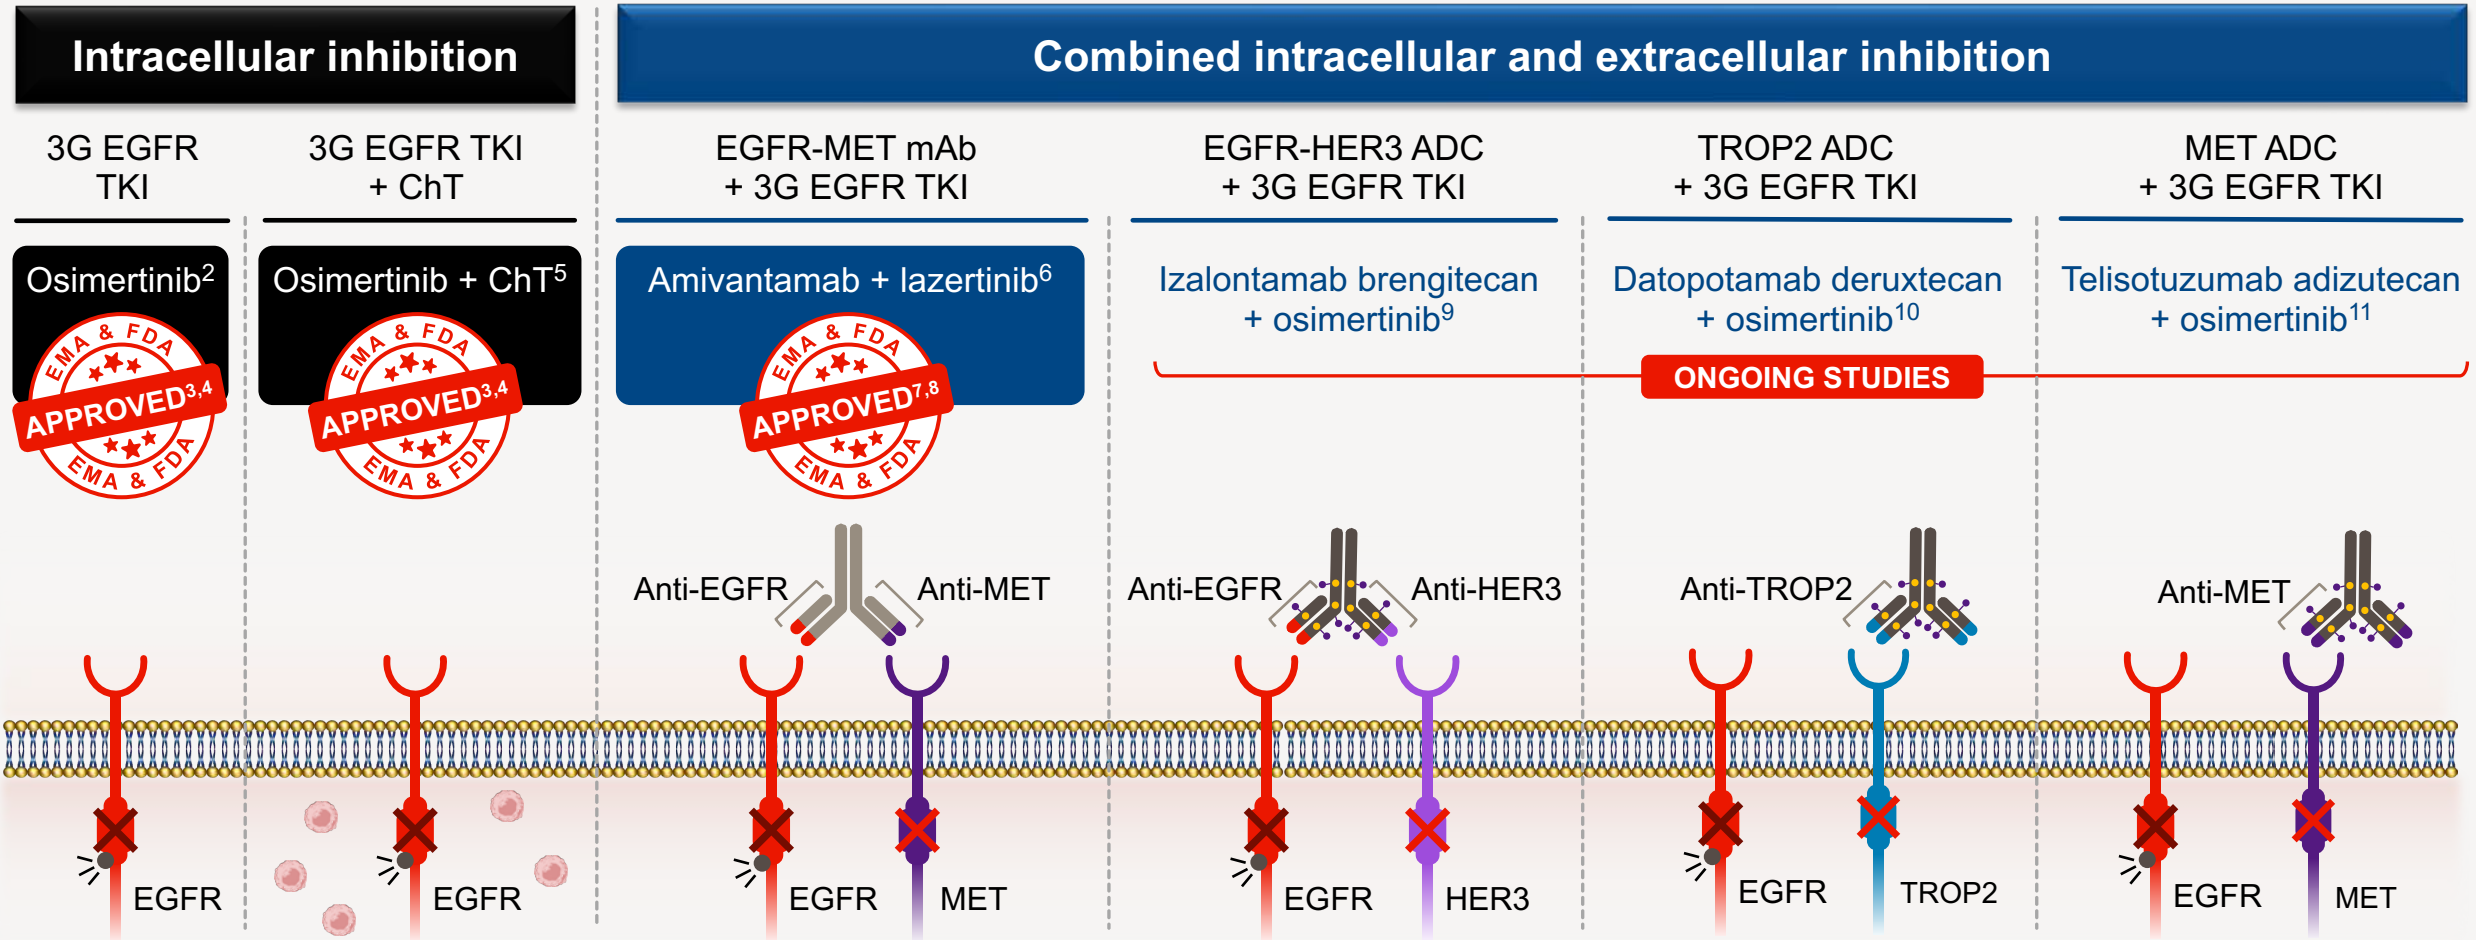 Intracellular inhibition
Combined intracellular and extracellular inhibition
3G EGFR
TKI
3G EGFR TKI
+ ChT
EGFR-MET mAb
+ 3G EGFR TKI
EGFR-HER3 ADC
+ 3G EGFR TKI
TROP2 ADC
+ 3G EGFR TKI
MET ADC
+ 3G EGFR TKI
Osimertinib2
EMA & FDA
APPROVED3,4
EMA & FDA
Osimertinib + ChT5
EMA & FDA
APPROVED3,4
EMA & FDA
Amivantamab + lazertinib6
EMA & FDA
APPROVED7,8
EMA & FDA
Izalontamab brengitecan
+ osimertinib9
Datopotamab deruxtecan
+ osimertinib10
Telisotuzumab adizutecan
+ osimertinib11
ONGOING STUDIES
Anti-EGFR
Anti-MET
Anti-EGFR
Anti-HER3
Anti-TROP2
Anti-MET
EGFR
EGFR
EGFR
MET
EGFR
HER3
EGFR
TROP2
EGFR
MET